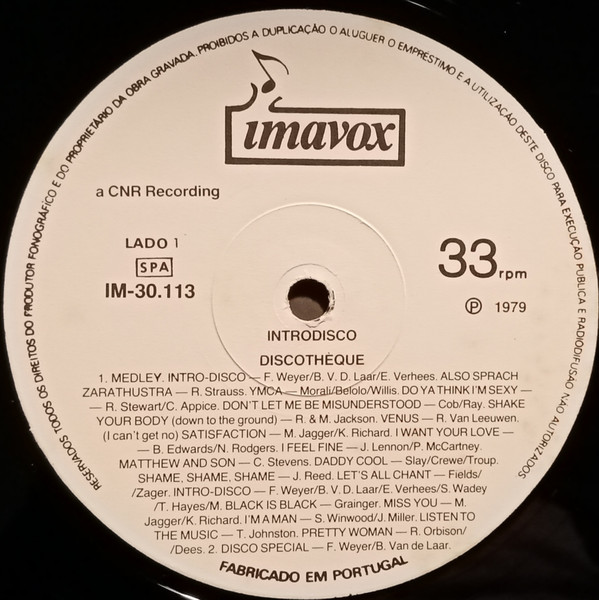 RESERVADOS TODOS OS DIREITOS DO PRODUTOR FONOGRÁFICO E DO PROPRIETÁRIO DA OBRA GRAVADA. PROIBIDOS A DUPLICAÇÃO O ALUGUER O EMPRÉSTIMO E A UTILIZAÇÃO DESTE DISCO PARA EXECUÇÃO PUBLICA E RADIODIFUSÃO NAO AUTORIZADOS
imavox
a CNR Recording
LADO 1
SPA
IM-30.113
33 rpm
℗ 1979
INTRODISCO
DISCOTHÈQUE
1. MEDLEY. INTRO-DISCO — F. Weyer/B. V. D. Laar/E. Verhees. ALSO SPRACH
ZARATHUSTRA — R. Strauss. YMCA — Morali/Belolo/Willis. DO YA THINK I'M SEXY —
— R. Stewart/C. Appice. DON'T LET ME BE MISUNDERSTOOD — Cob/Ray. SHAKE
YOUR BODY (down to the ground) — R. & M. Jackson. VENUS — R. Van Leeuwen.
(I can't get no) SATISFACTION — M. Jagger/K. Richard. I WANT YOUR LOVE —
— B. Edwards/N. Rodgers. I FEEL FINE — J. Lennon/P. McCartney.
MATTHEW AND SON — C. Stevens. DADDY COOL — Slay/Crewe/Troup.
SHAME, SHAME, SHAME — J. Reed. LET'S ALL CHANT — Fields/
/Zager. INTRO-DISCO — F. Weyer/B. V. D. Laar/E. Verhees/S. Wadey
/T. Hayes/M. BLACK IS BLACK — Grainger. MISS YOU — M.
Jagger/K. Richard. I'M A MAN — S. Winwood/J. Miller. LISTEN TO
THE MUSIC — T. Johnston. PRETTY WOMAN — R. Orbison/
/Dees. 2. DISCO SPECIAL — F. Weyer/B. Van de Laar.
FABRICADO EM PORTUGAL